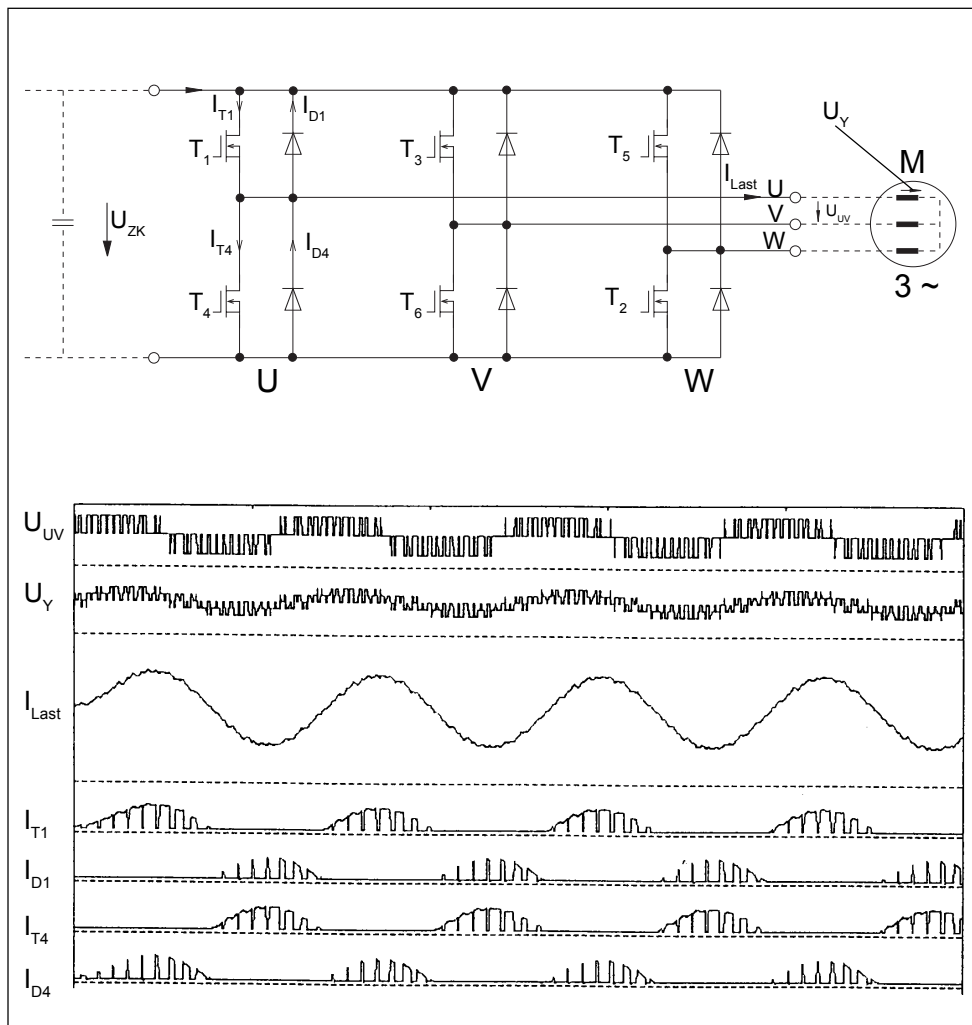 I_T1 I_D1
U_Y
M
T_1
T_3
T_5
I_Last
U
V
W
U_UV
3 ~
U_ZK
I_T4 I_D4
T_4
T_6
T_2
U
V
W
U_UV
U_Y
I_Last
I_T1
I_D1
I_T4
I_D4